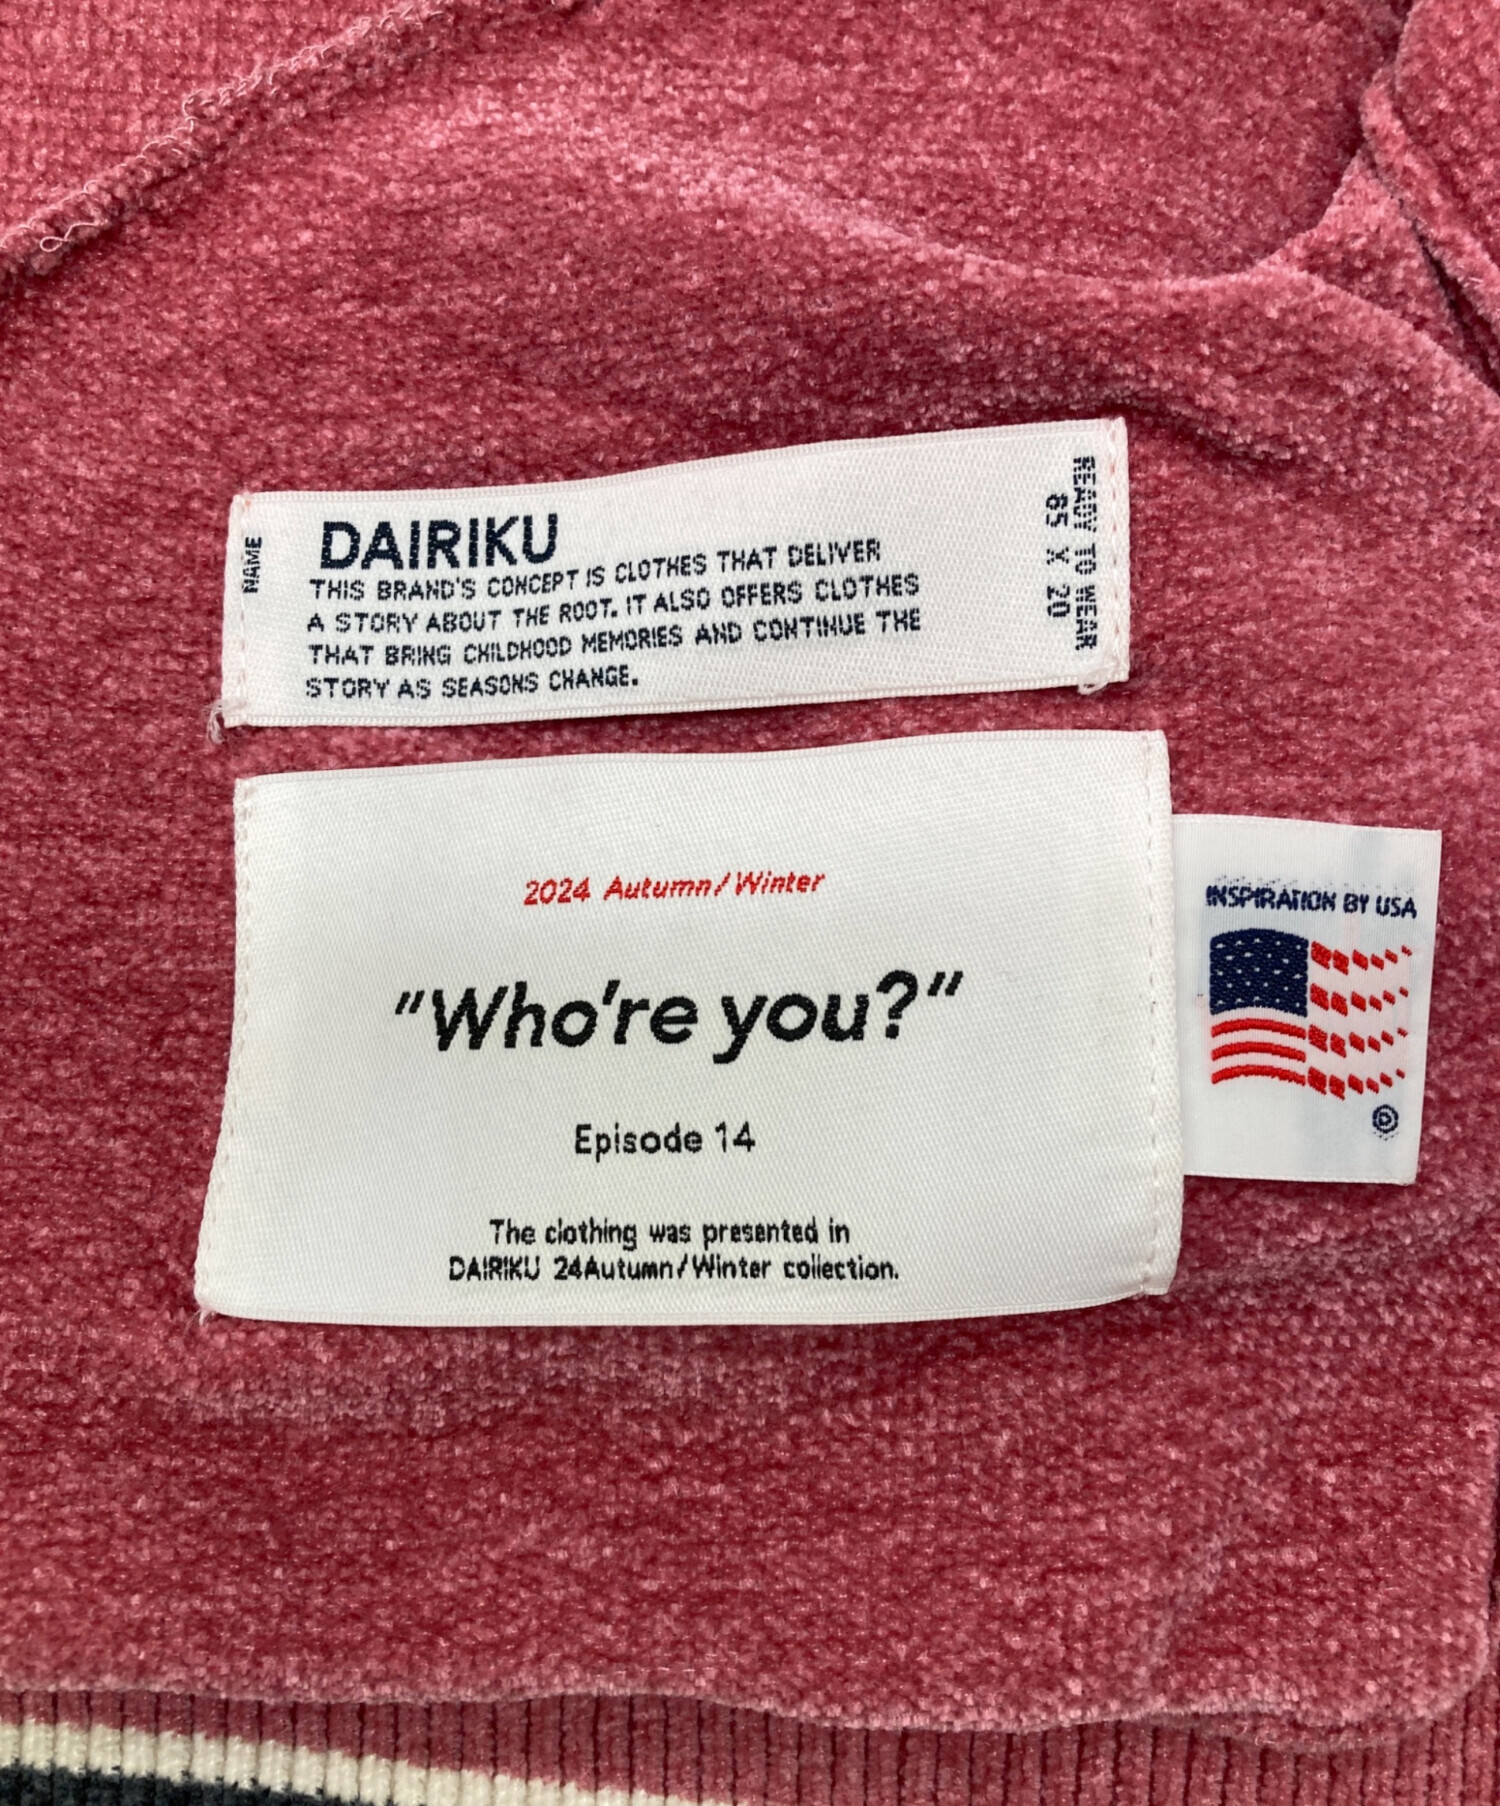 NAME
DAIRIKU
THIS BRAND'S CONCEPT IS CLOTHES THAT DELIVER
A STORY ABOUT THE ROOT. IT ALSO OFFERS CLOTHES
THAT BRING CHILDHOOD MEMORIES AND CONTINUE THE
STORY AS SEASONS CHANGE.
READY TO WEAR
85 X 20
2024 Autumn/Winter
"Who're you?"
Episode 14
The clothing was presented in
DAIRIKU 24Autumn/Winter collection.
INSPIRATION BY USA